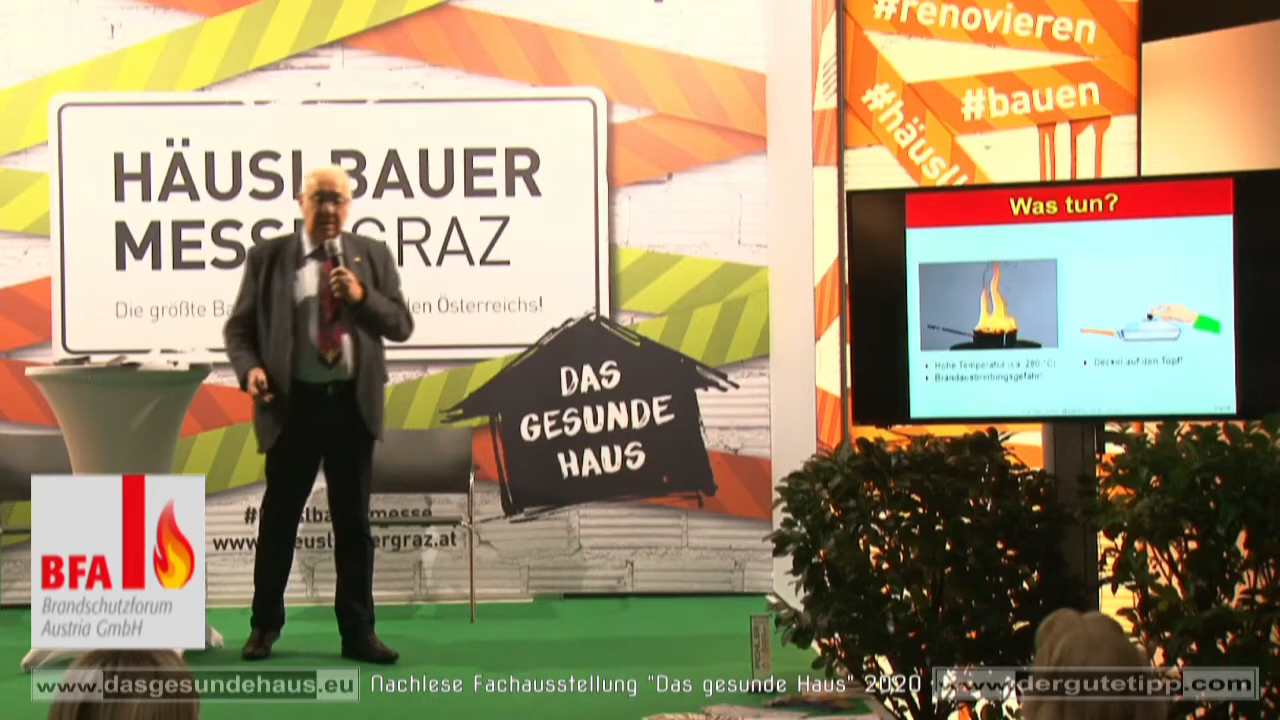 #renovieren
#bauen
#häusl
HÄUSLBAUER
MESSE GRAZ
Die größte Ba den Österreichs!
DAS
GESUNDE
HAUS
Was tun?
Hohe Temperatur (ca. 280 °C)
Brandausbreitungsgefahr!
Deckel auf den Topf!
BFA
Brandschutzforum
Austria GmbH
www.dasgesundehaus.eu
Nachlese Fachausstellung "Das gesunde Haus" 2020
www.dergutetipp.com